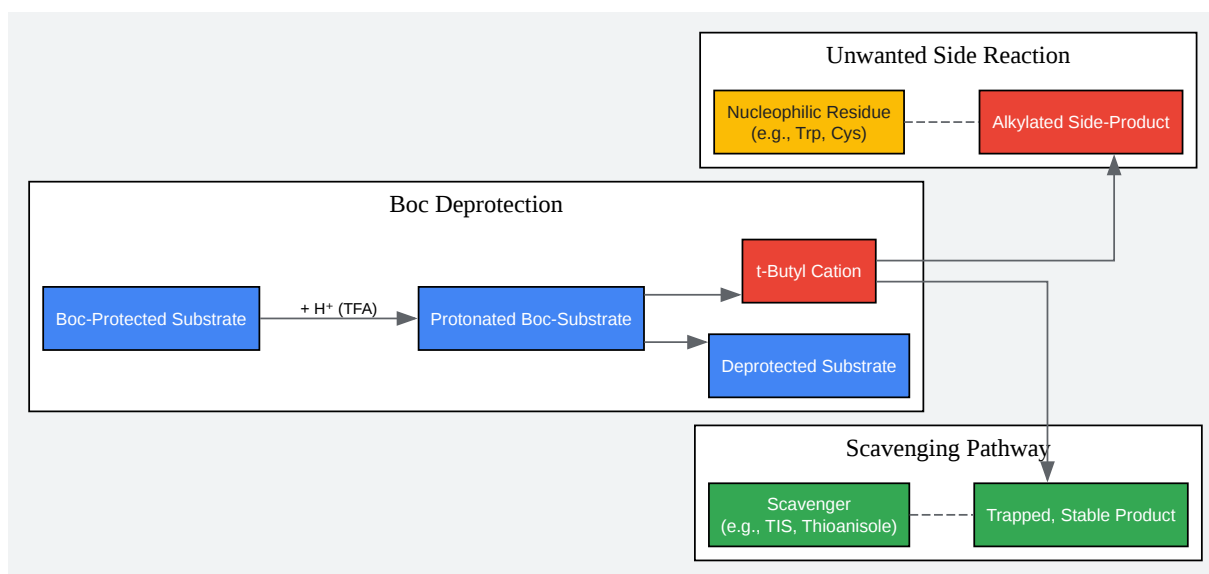 Unwanted Side Reaction
Nucleophilic Residue
(e.g., Trp, Cys)
Alkylated Side-Product
Boc Deprotection
t-Butyl Cation
Boc-Protected Substrate
+ H⁺ (TFA)
Protonated Boc-Substrate
Deprotected Substrate
Scavenging Pathway
Scavenger
(e.g., TIS, Thioanisole)
Trapped, Stable Product